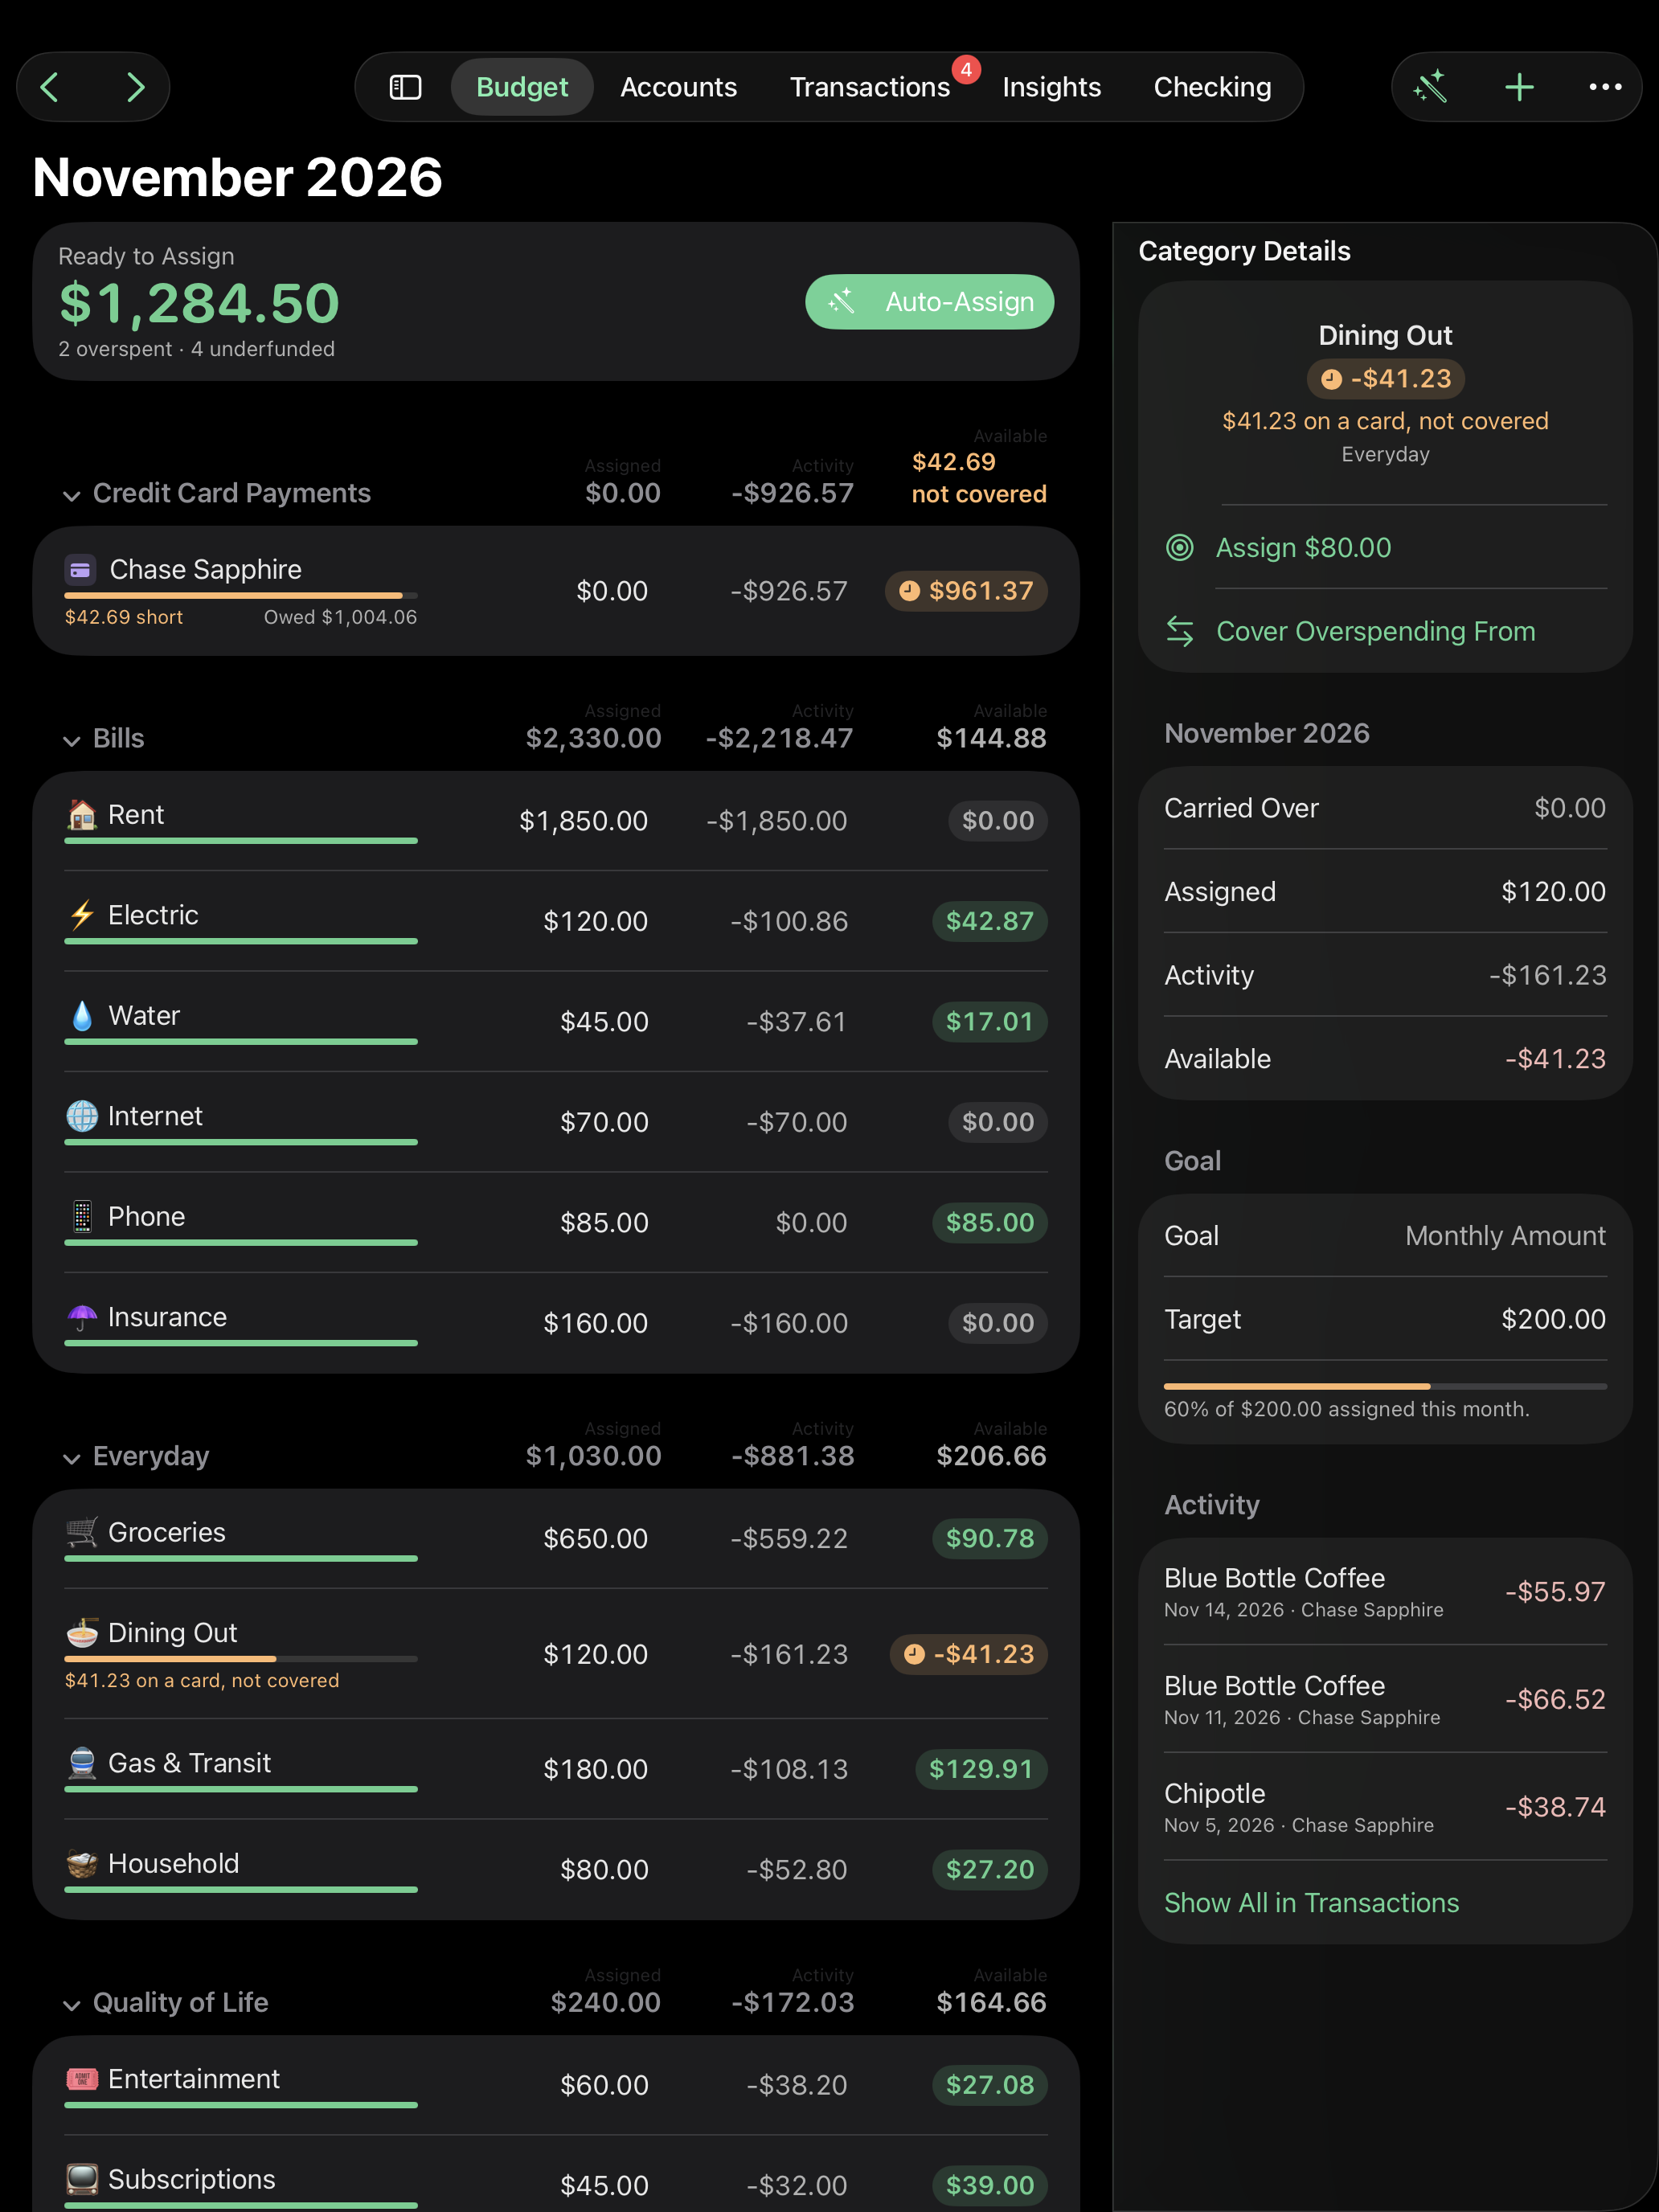 Budget
Accounts
Transactions
4
Insights
Checking
November 2026
Ready to Assign
$1,284.50
2 overspent · 4 underfunded
Auto-Assign
Credit Card Payments
Assigned
$0.00
Activity
-$926.57
Available
$42.69
not covered
Chase Sapphire
$42.69 short
Owed $1,004.06
$0.00
-$926.57
$961.37
Bills
Assigned
$2,330.00
Activity
-$2,218.47
Available
$144.88
Rent
$1,850.00
-$1,850.00
$0.00
Electric
$120.00
-$100.86
$42.87
Water
$45.00
-$37.61
$17.01
Internet
$70.00
-$70.00
$0.00
Phone
$85.00
$0.00
$85.00
Insurance
$160.00
-$160.00
$0.00
Everyday
Assigned
$1,030.00
Activity
-$881.38
Available
$206.66
Groceries
$650.00
-$559.22
$90.78
Dining Out
$41.23 on a card, not covered
$120.00
-$161.23
-$41.23
Gas & Transit
$180.00
-$108.13
$129.91
Household
$80.00
-$52.80
$27.20
Quality of Life
Assigned
$240.00
Activity
-$172.03
Available
$164.66
Entertainment
$60.00
-$38.20
$27.08
Subscriptions
$45.00
-$32.00
$39.00
Category Details
Dining Out
-$41.23
$41.23 on a card, not covered
Everyday
Assign $80.00
Cover Overspending From
November 2026
Carried Over
$0.00
Assigned
$120.00
Activity
-$161.23
Available
-$41.23
Goal
Goal
Monthly Amount
Target
$200.00
60% of $200.00 assigned this month.
Activity
Blue Bottle Coffee
Nov 14, 2026 · Chase Sapphire
-$55.97
Blue Bottle Coffee
Nov 11, 2026 · Chase Sapphire
-$66.52
Chipotle
Nov 5, 2026 · Chase Sapphire
-$38.74
Show All in Transactions